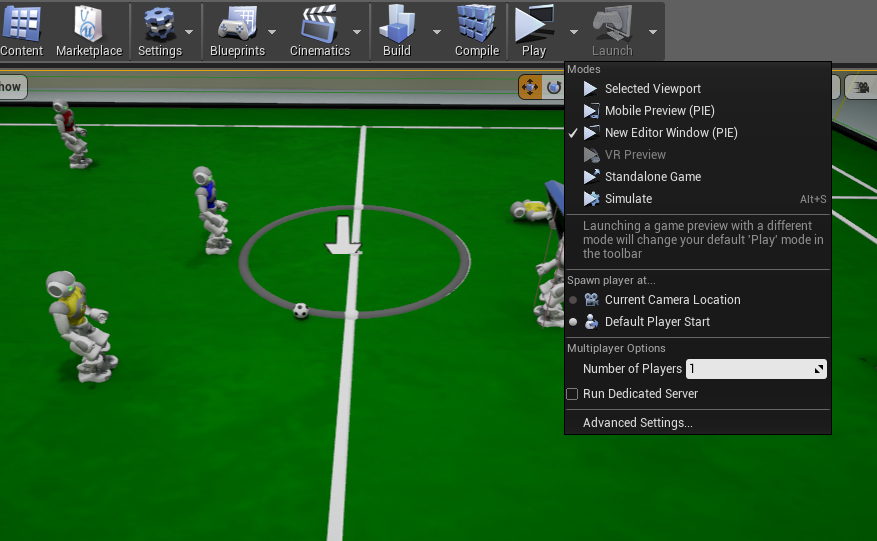 Content
Marketplace
Settings
Blueprints
Cinematics
Build
Compile
Play
Launch
how
Modes
Selected Viewport
Mobile Preview (PIE)
New Editor Window (PIE)
VR Preview
Standalone Game
Simulate Alt+S
Launching a game preview with a different
mode will change your default 'Play' mode in
the toolbar
Spawn player at...
Current Camera Location
Default Player Start
Multiplayer Options
Number of Players 1
Run Dedicated Server
Advanced Settings...